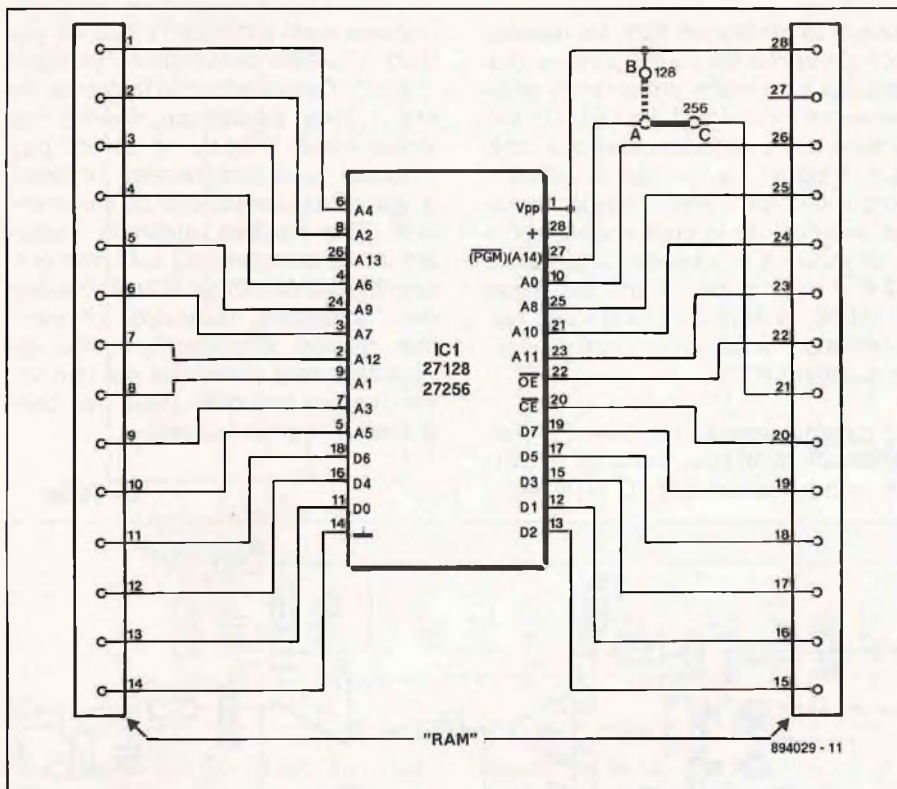 1
2
3
4
5
6
7
8
9
10
11
12
13
14
6 A4
8 A2
26 A13
4 A6
24 A9
3
2 A12
9 A1
7 A3
5 A5
18 D6
16 D4
11 D0
14
IC1
27128
27256
Vpp 1
28
(PGM)(A14) 27
A0 10
A8 25
A10 21
A11 23
OE 22
CE 20
D7 19
D5 17
D3 15
D1 12
D2 13
B 128
256
A C
28
27
26
25
24
23
22
21
20
19
18
17
16
15
"RAM"
894029 - 11